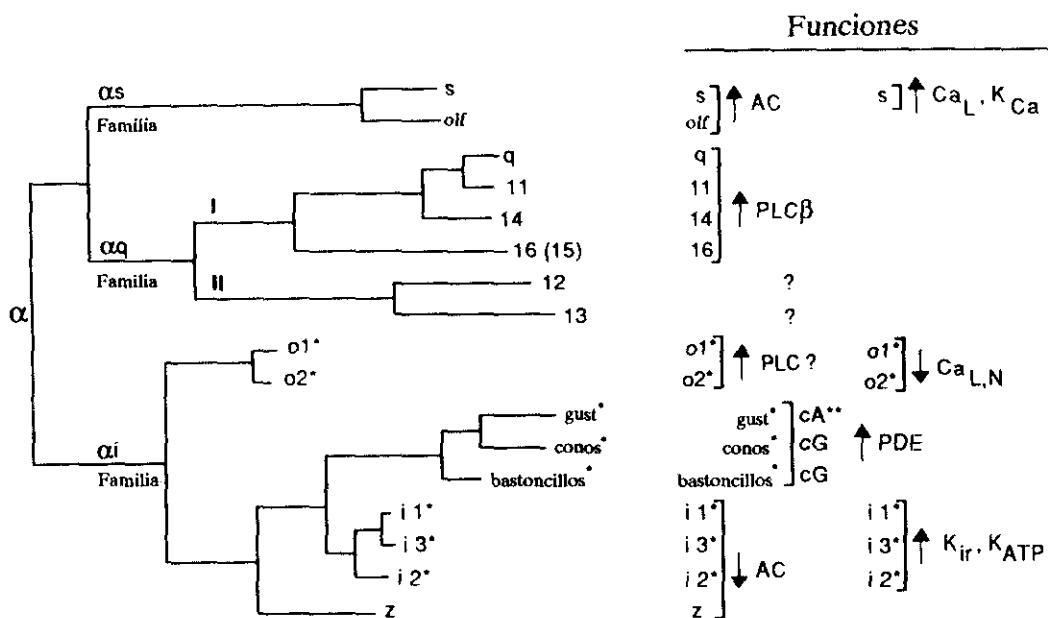 Funciones
αs
Familia
s
olf
s
olf
↑ AC
s
↑ CaL, KCa
I
q
11
14
16 (15)
q
11
14
16
↑ PLCβ
αq
Familia
II
12
13
?
?
α
o1*
o2*
o1*
o2*
↑ PLC ?
o1*
o2*
↓ CaL,N
αi
Familia
gust*
conos*
bastoncillos*
gust*
conos*
bastoncillos*
cA**
cG
cG
↑ PDE
i 1*
i 3*
i 2*
z
i 1*
i 3*
i 2*
z
↓ AC
i 1*
i 3*
i 2*
↑ Kir, KATP